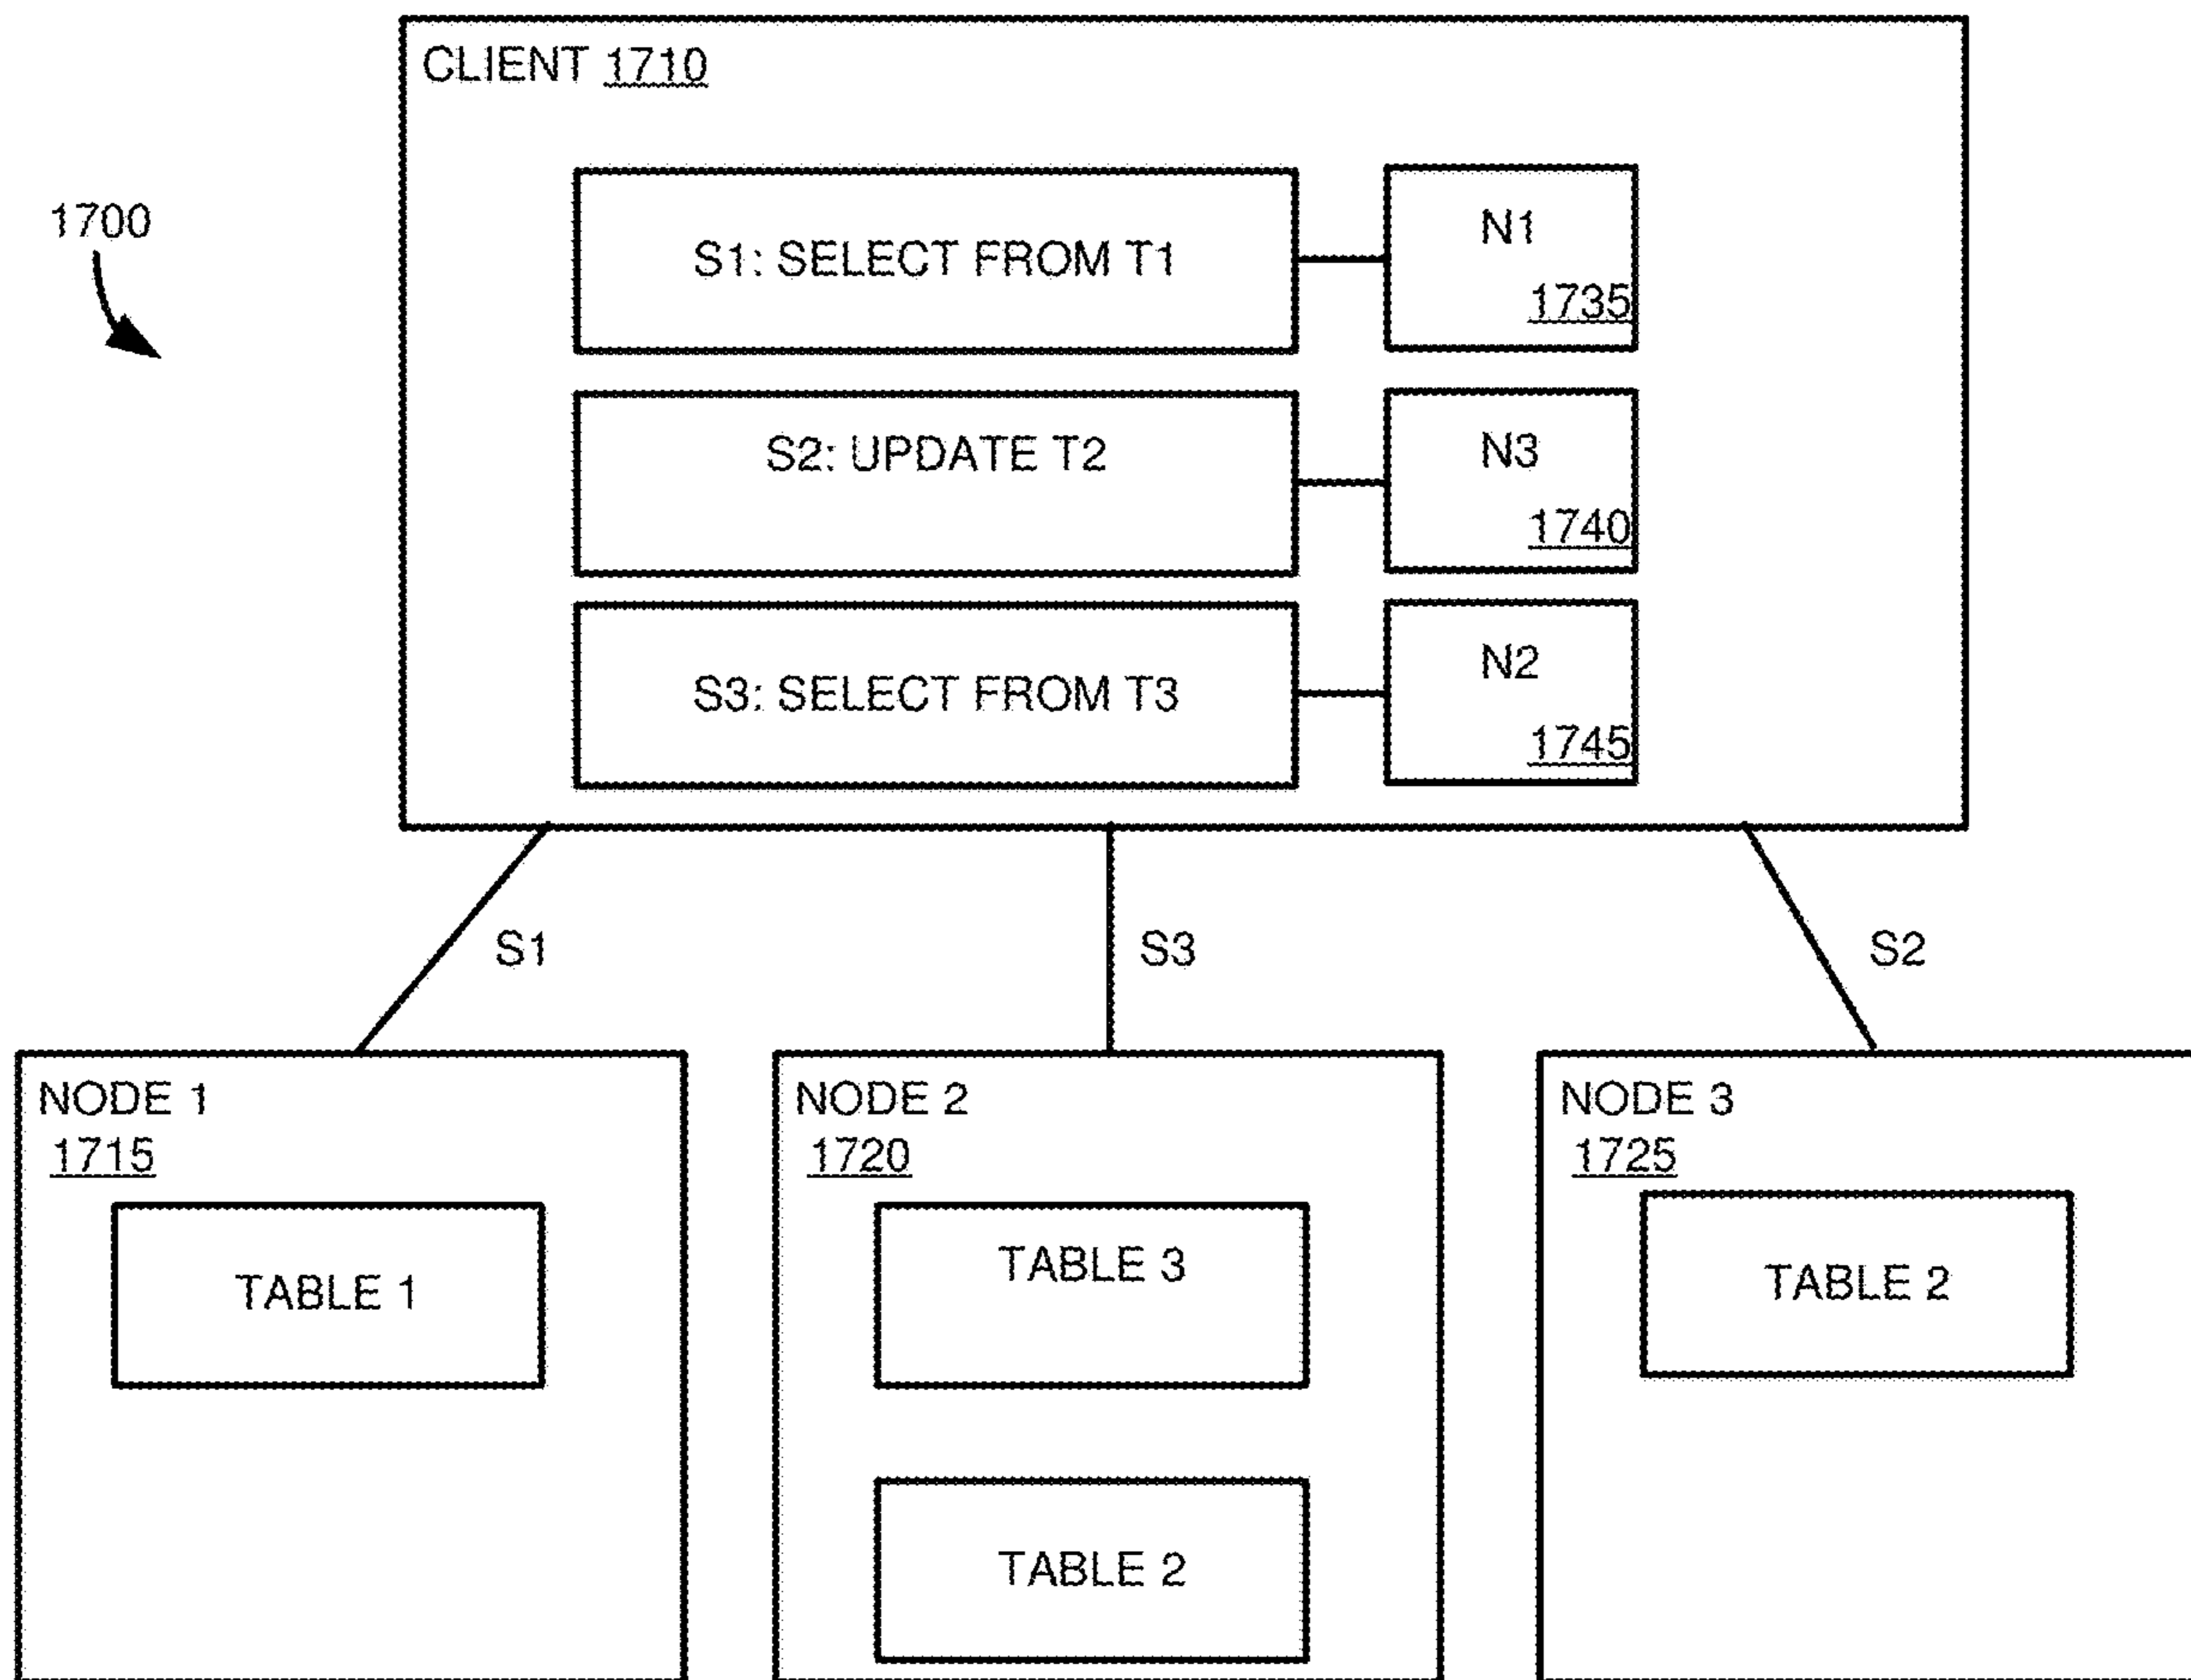 CLIENT 1710
1700
S1: SELECT FROM T1
N1
1735
S2: UPDATE T2
N3
1740
S3: SELECT FROM T3
N2
1745
S1
S3
S2
NODE 1
1715
TABLE 1
NODE 2
1720
TABLE 3
TABLE 2
NODE 3
1725
TABLE 2